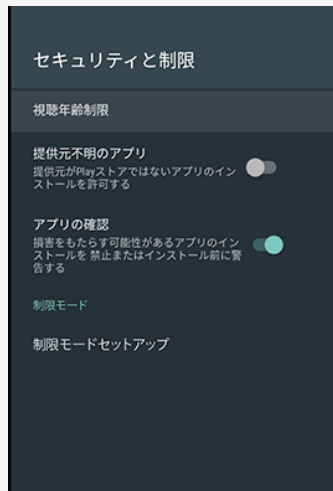 セキュリティと制限
視聴年齢制限
提供元不明のアプリ
提供元がPlayストアではないアプリのイン
ストールを許可する
アプリの確認
損害をもたらす可能性があるアプリのイン
ストールを 禁止またはインストール前に警
告する
制限モード
制限モードセットアップ